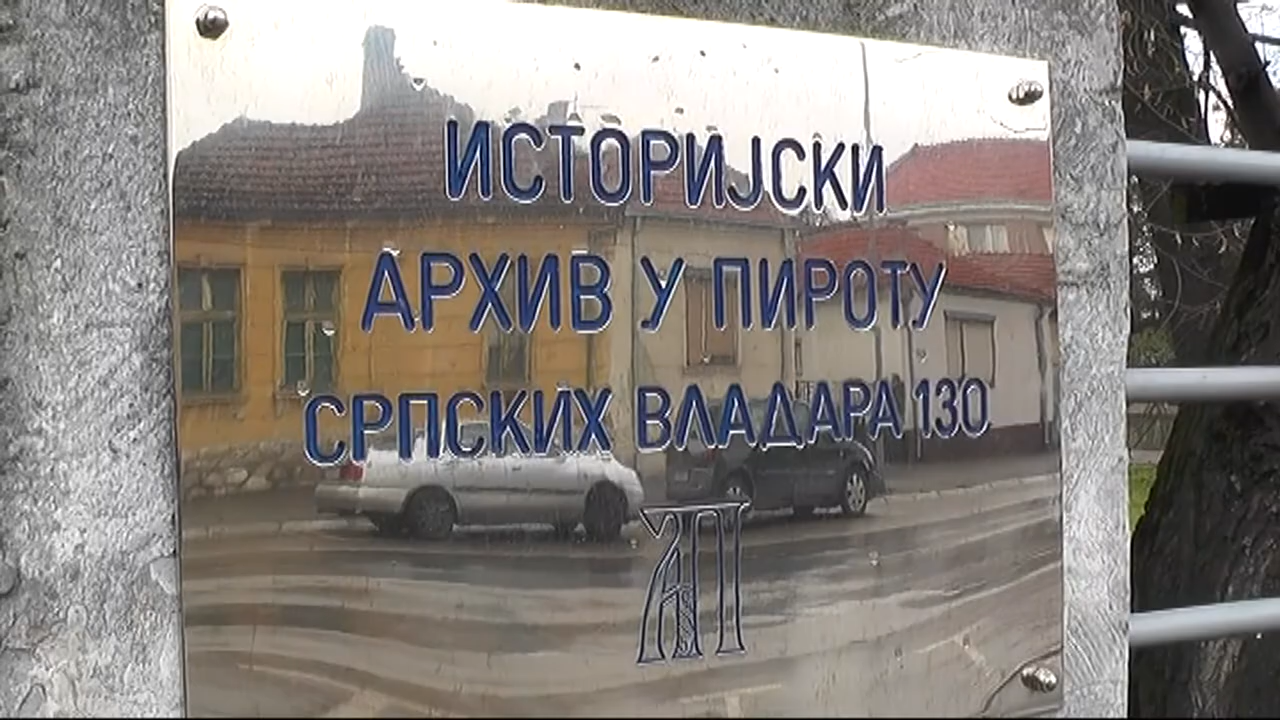 ИСТОРИЈСКИ
АРХИВ У ПИРОТУ
СРПСКИХ ВЛАДАРА 130
АП